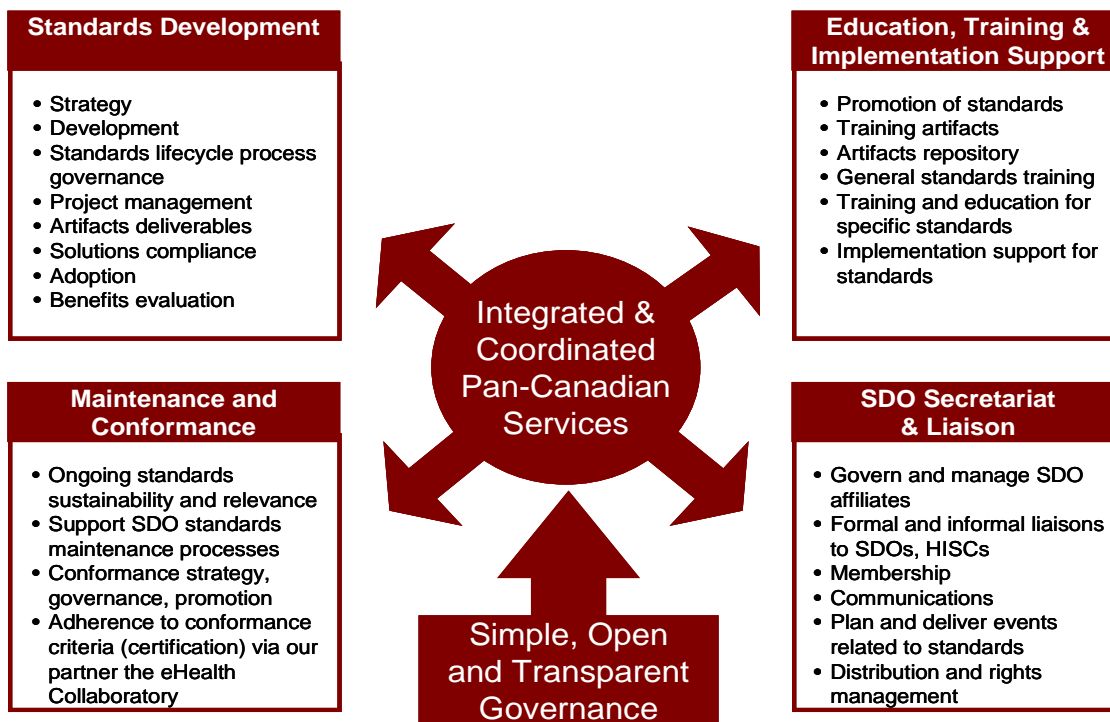 Standards Development
• Strategy
• Development
• Standards lifecycle process
governance
• Project management
• Artifacts deliverables
• Solutions compliance
• Adoption
• Benefits evaluation
Education, Training &
Implementation Support
• Promotion of standards
• Training artifacts
• Artifacts repository
• General standards training
• Training and education for
specific standards
• Implementation support for
standards
Integrated &
Coordinated
Pan-Canadian
Services
Maintenance and
Conformance
• Ongoing standards
sustainability and relevance
• Support SDO standards
maintenance processes
• Conformance strategy,
governance, promotion
• Adherence to conformance
criteria (certification) via our
partner the eHealth
Collaboratory
SDO Secretariat
& Liaison
• Govern and manage SDO
affiliates
• Formal and informal liaisons
to SDOs, HISCs
• Membership
• Communications
• Plan and deliver events
related to standards
• Distribution and rights
management
Simple, Open
and Transparent
Governance